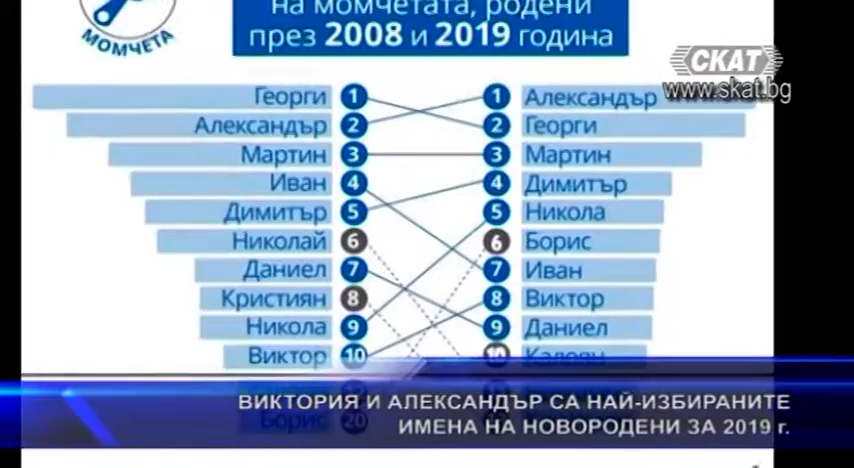 на момчетата, родени
през 2008 и 2019 година
МОМЧЕТА
СКАТ
www.skat.bg
Георги 1 1 Александър
Александър 2 2 Георги
Мартин 3 3 Мартин
Иван 4 4 Димитър
Димитър 5 5 Никола
Николай 6 6 Борис
Даниел 7 7 Иван
Кристиян 8 8 Виктор
Никола 9 9 Даниел
Виктор 10 10 Калоян
Борис 20
ВИКТОРИЯ И АЛЕКСАНДЪР СА НАЙ-ИЗБИРАНИТЕ
ИМЕНА НА НОВОРОДЕНИ ЗА 2019 г.